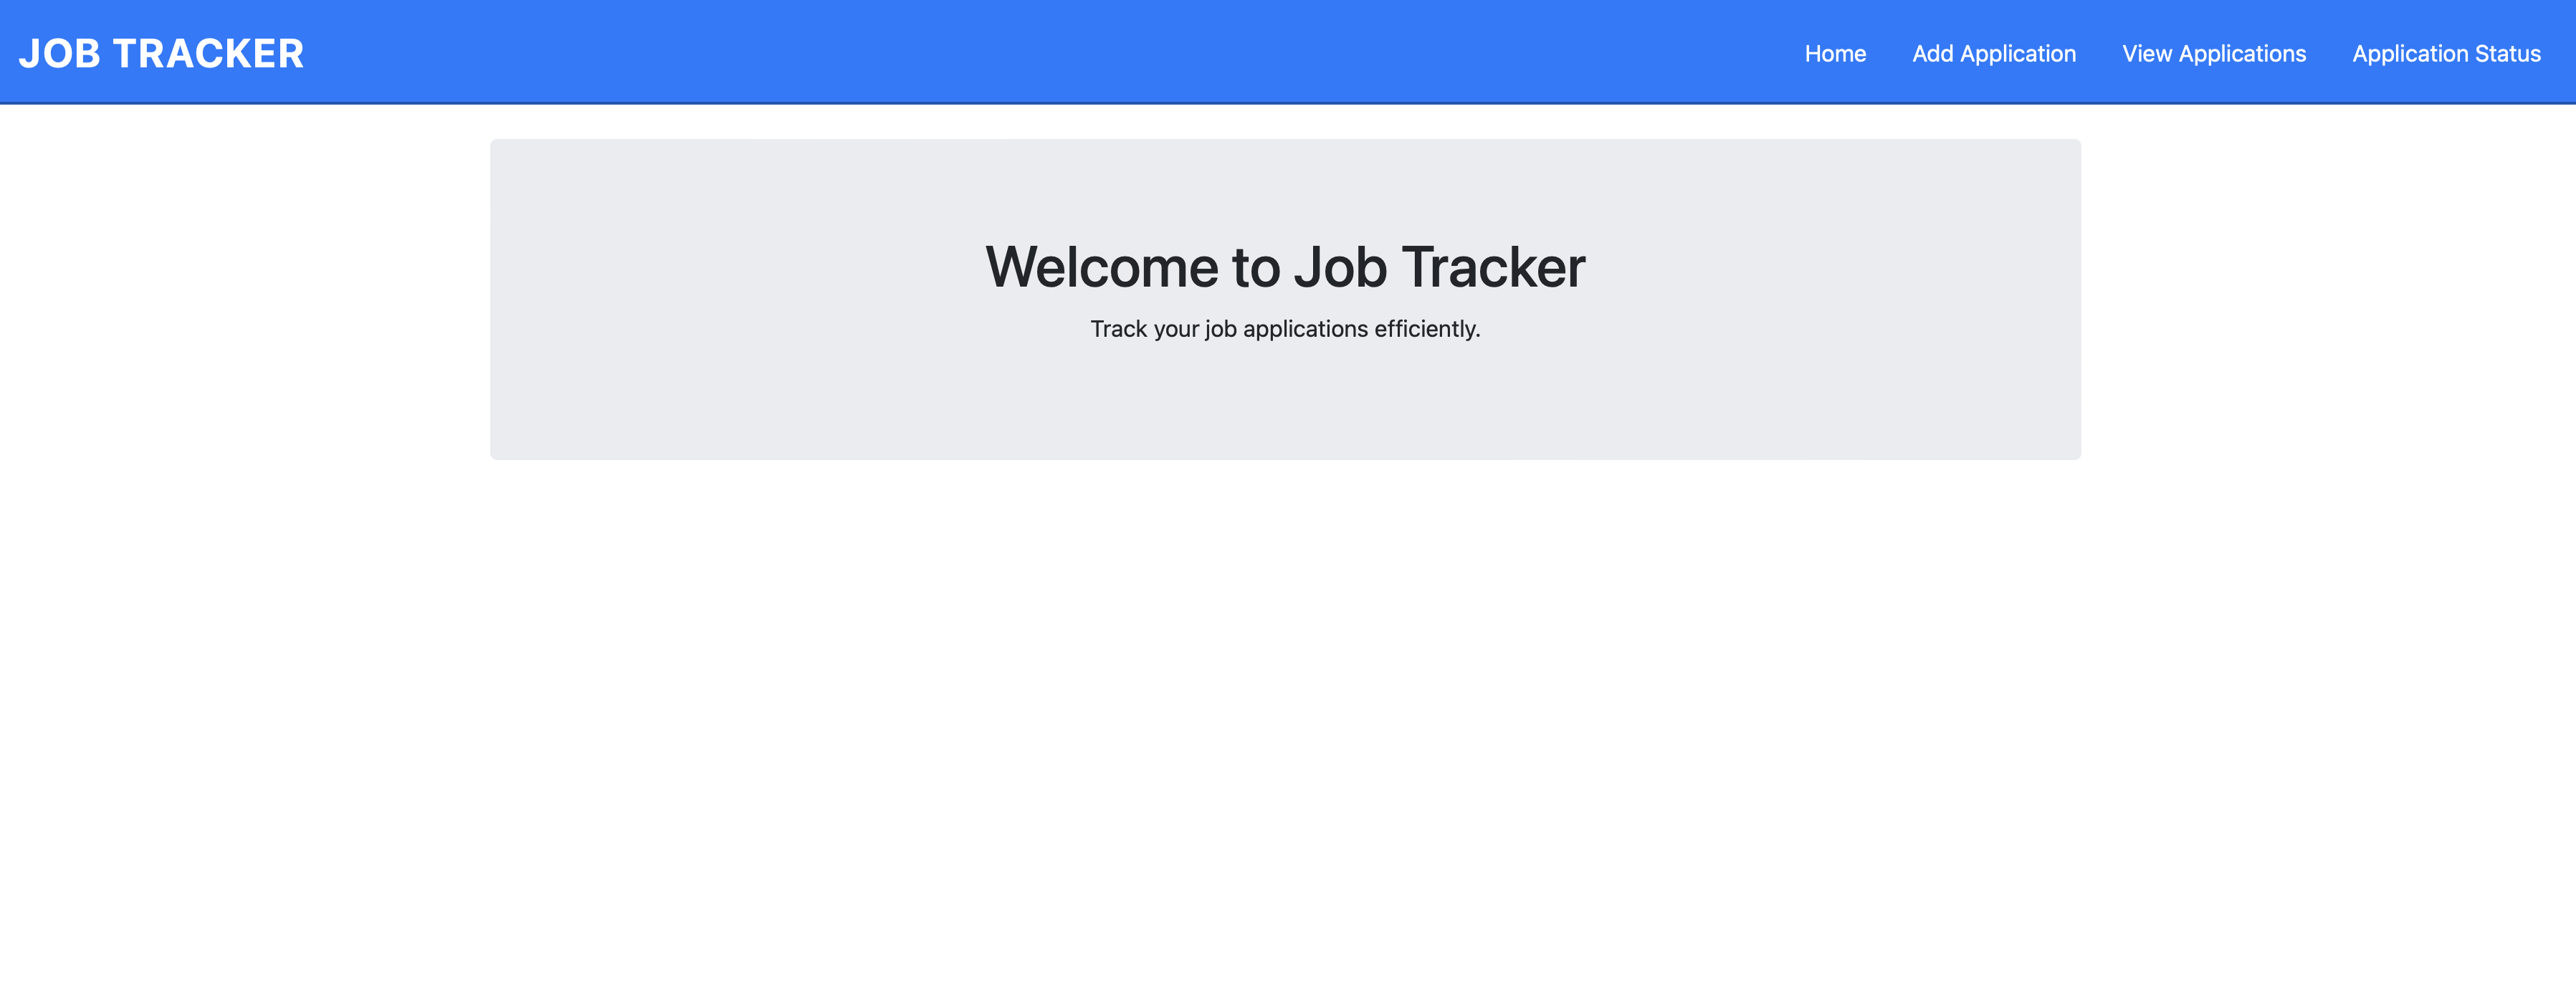 JOB TRACKER
Home Add Application View Applications Application Status
Welcome to Job Tracker
Track your job applications efficiently.